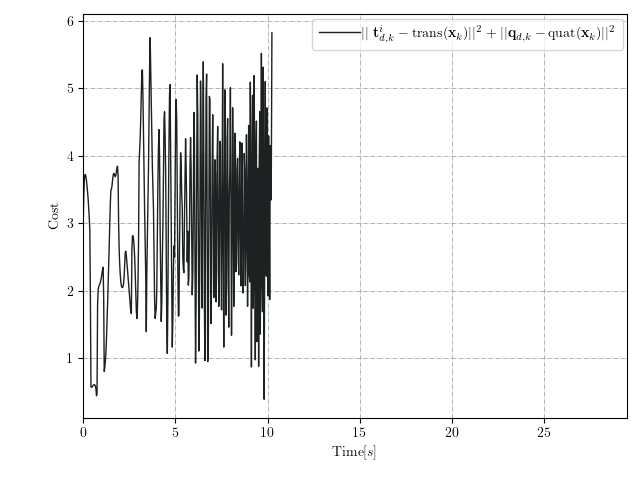 || t^i_{d,k} − trans(x_k)||^2 + ||q_{d,k} − quat(x_k)||^2
6
5
4
3
2
1
Cost
0 5 10 15 20 25
Time[s]